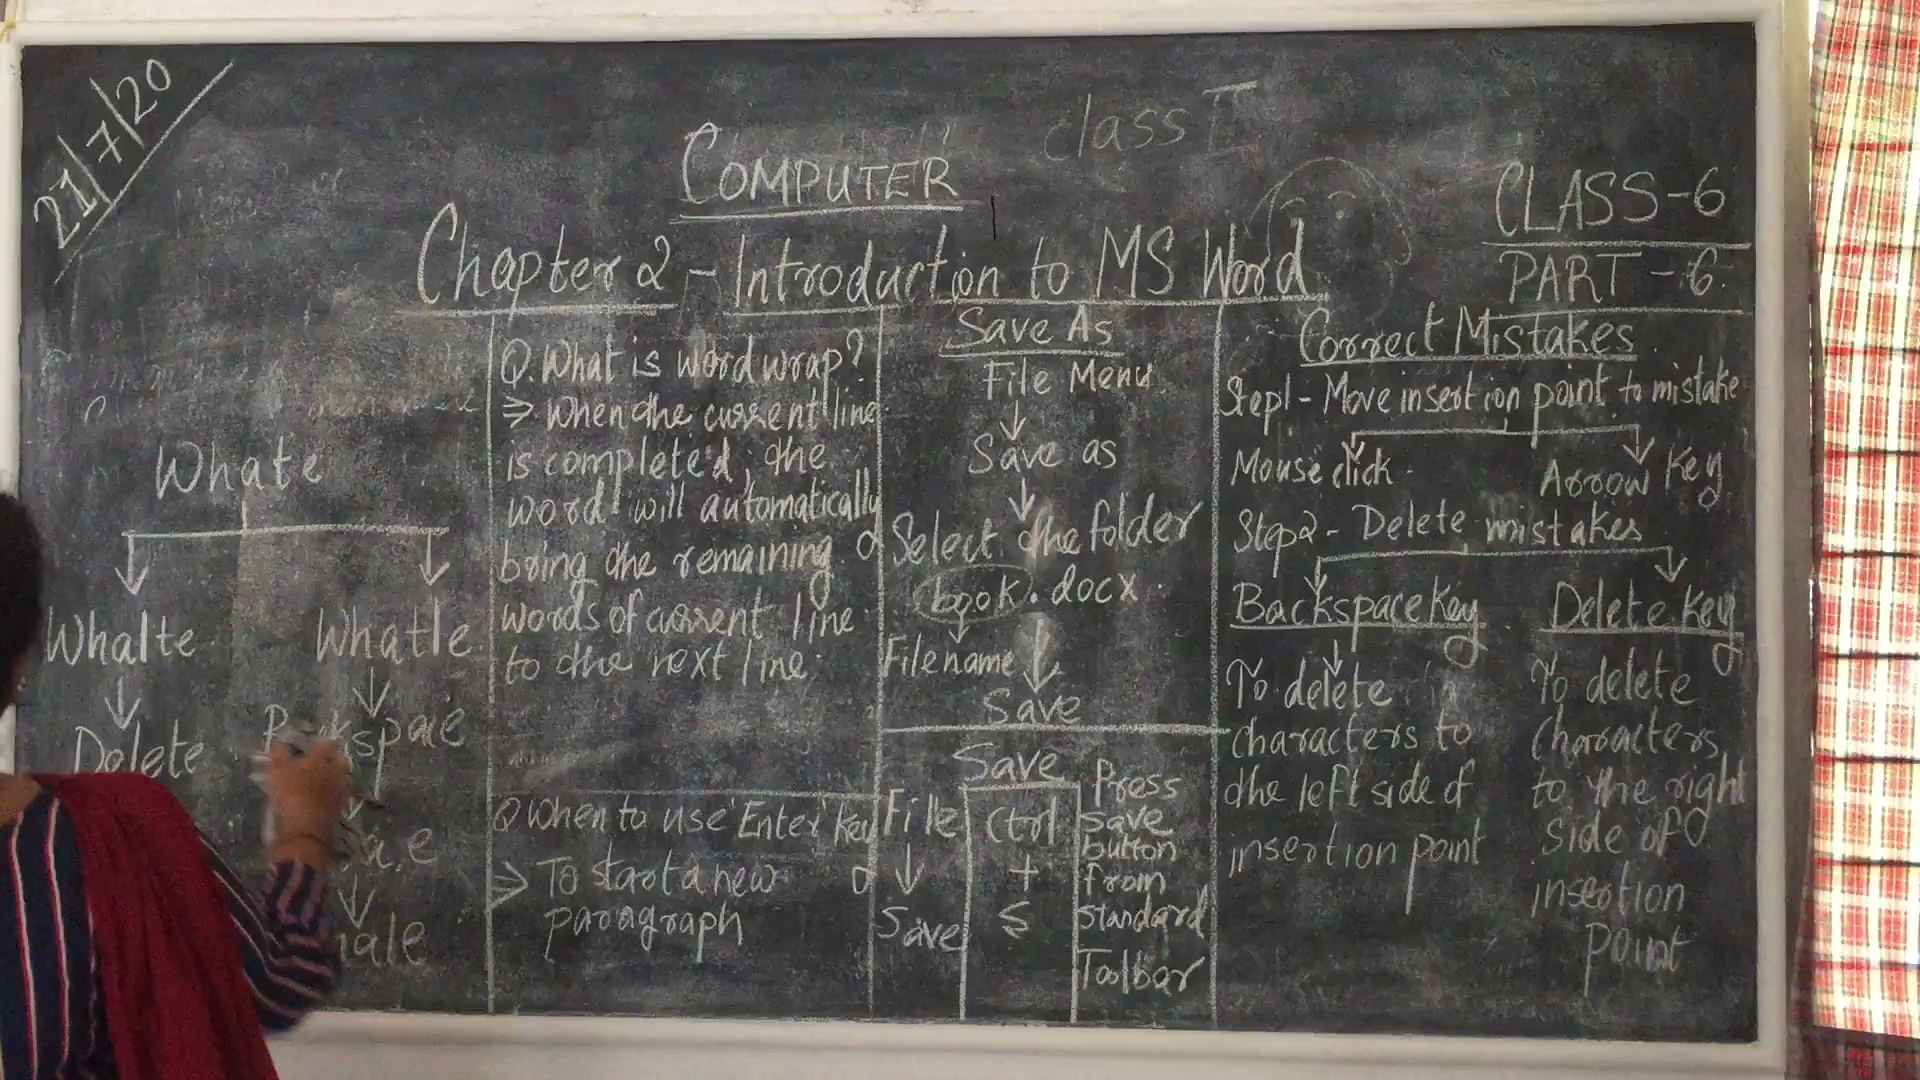 21/7/20
class II
COMPUTER
CLASS-6
Chapter 2 - Introduction to MS Word
PART-6
Whate
Whalte
Whatle
Delete
Q. What is word wrap?
⇒ When the current line
is completed, the
word will automatically
bring the remaining
words of current line
to the next line.
Q When to use 'Enter' key
⇒ To start a new
paragraph
Save As
File Menu
↓
Save as
↓
Select the folder
book.docx
Filename
Save
Save
File
↓
Save
Ctrl
+
S
Press
save
button
from
standard
Toolbar
Correct Mistakes
Step1 - Move insertion point to mistake
Mouse click
Arrow Key
Step2 - Delete mistakes
Backspace Key
To delete
characters to
the left side of
insertion point
Delete Key
To delete
characters
to the right
side of
insertion
point